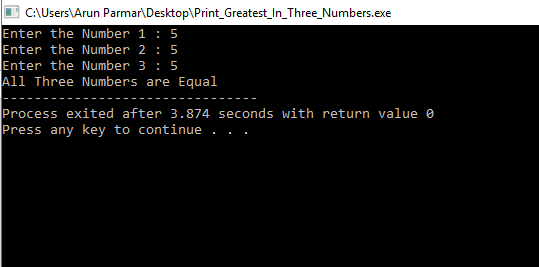 C:\Users\Arun Parmar\Desktop\Print_Greatest_In_Three_Numbers.exe
Enter the Number 1 : 5
Enter the Number 2 : 5
Enter the Number 3 : 5
All Three Numbers are Equal
--------------------------------
Process exited after 3.874 seconds with return value 0
Press any key to continue . . .